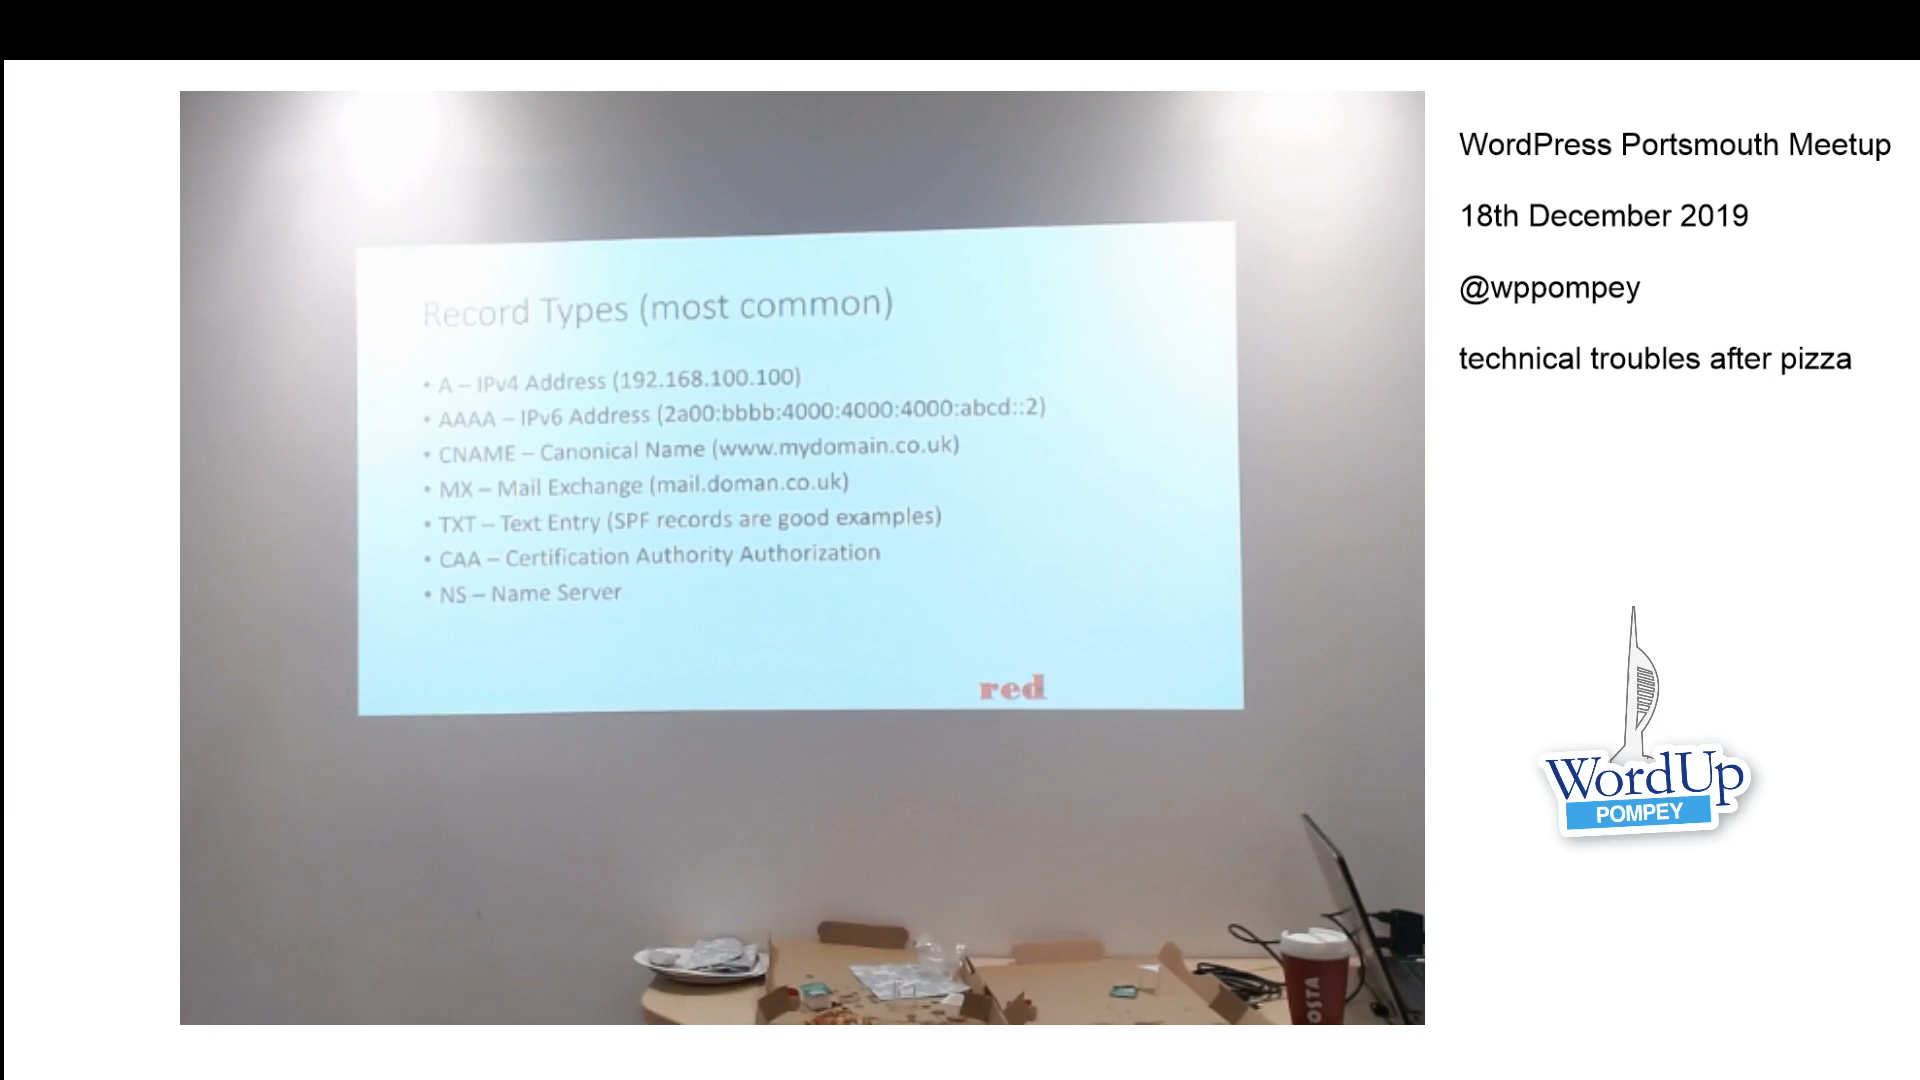 Record Types (most common)
• A – IPv4 Address (192.168.100.100)
• AAAA – IPv6 Address (2a00:bbbb:4000:4000:4000:abcd::2)
• CNAME – Canonical Name (www.mydomain.co.uk)
• MX – Mail Exchange (mail.doman.co.uk)
• TXT – Text Entry (SPF records are good examples)
• CAA – Certification Authority Authorization
• NS – Name Server
red
OSTA
WordPress Portsmouth Meetup
18th December 2019
@wppompey
technical troubles after pizza
WordUp
POMPEY